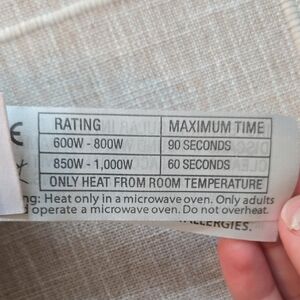 CE
RATING MAXIMUM TIME
600W - 800W 90 SECONDS
850W - 1,000W 60 SECONDS
ONLY HEAT FROM ROOM TEMPERATURE
ng: Heat only in a microwave oven. Only adults
operate a microwave oven. Do not overheat.
ALLERGIES.